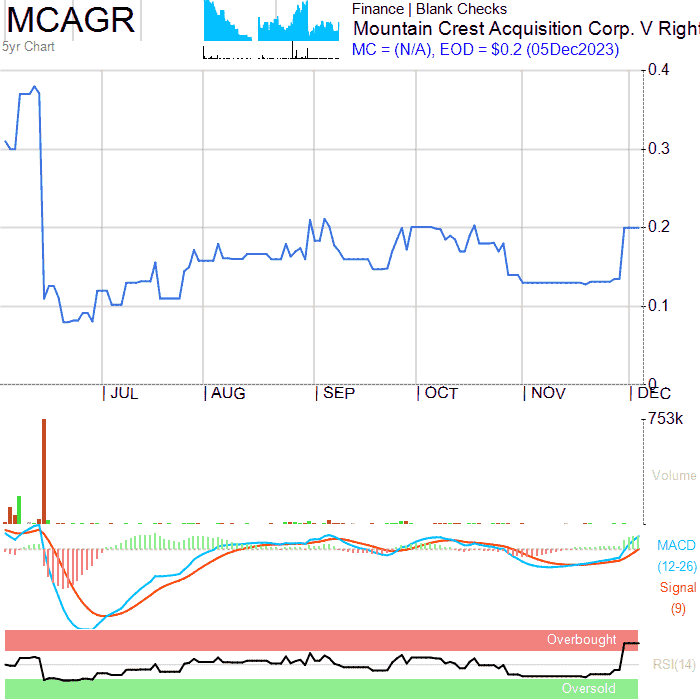 MCAGR
5yr Chart
Finance | Blank Checks
Mountain Crest Acquisition Corp. V Right
MC = (N/A), EOD = $0.2 (05Dec2023)
0.4
0.3
0.2
0.1
0
JUL AUG SEP OCT NOV DEC
753k
Volume
MACD
(12-26)
Signal
(9)
Overbought
RSI(14)
Oversold